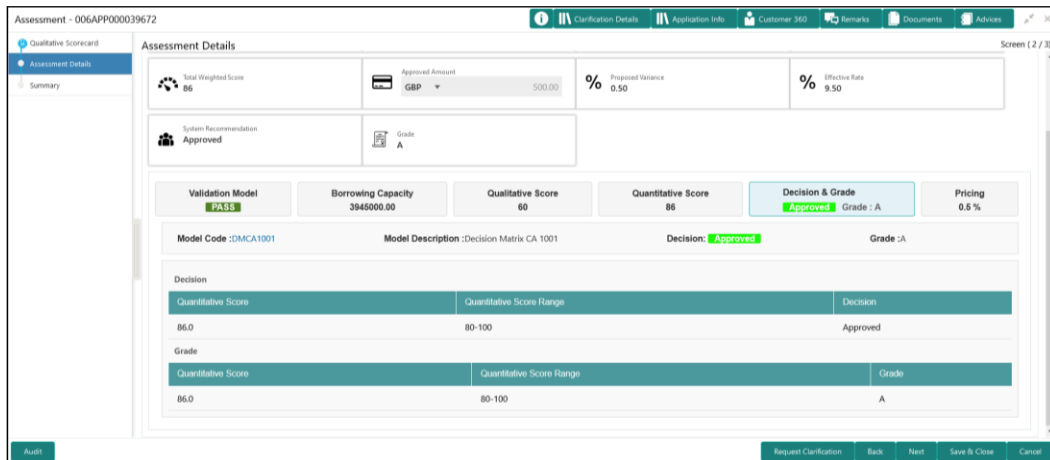 Assessment - 006APP000039672
Clarification Details Application Info Customer 360 Remarks Documents Advices
Qualitative Scorecard
Assessment Details
Summary
Assessment Details Screen ( 2 / 3)
Total Weighted Score
86
Approved Amount
GBP 500.00
Proposed Variance
0.50
Effective Rate
9.50
System Recommendation
Approved
Grade
A
Validation Model Borrowing Capacity Qualitative Score Quantitative Score Decision & Grade Pricing
PASS 3945000.00 60 86 Approved Grade : A 0.5 %
Model Code :DMCA1001 Model Description :Decision Matrix CA 1001 Decision: Approved Grade :A
Decision
Quantitative Score Quantitative Score Range Decision
86.0 80-100 Approved
Grade
Quantitative Score Quantitative Score Range Grade
86.0 80-100 A
Audit Request Clarification Back Next Save & Close Cancel